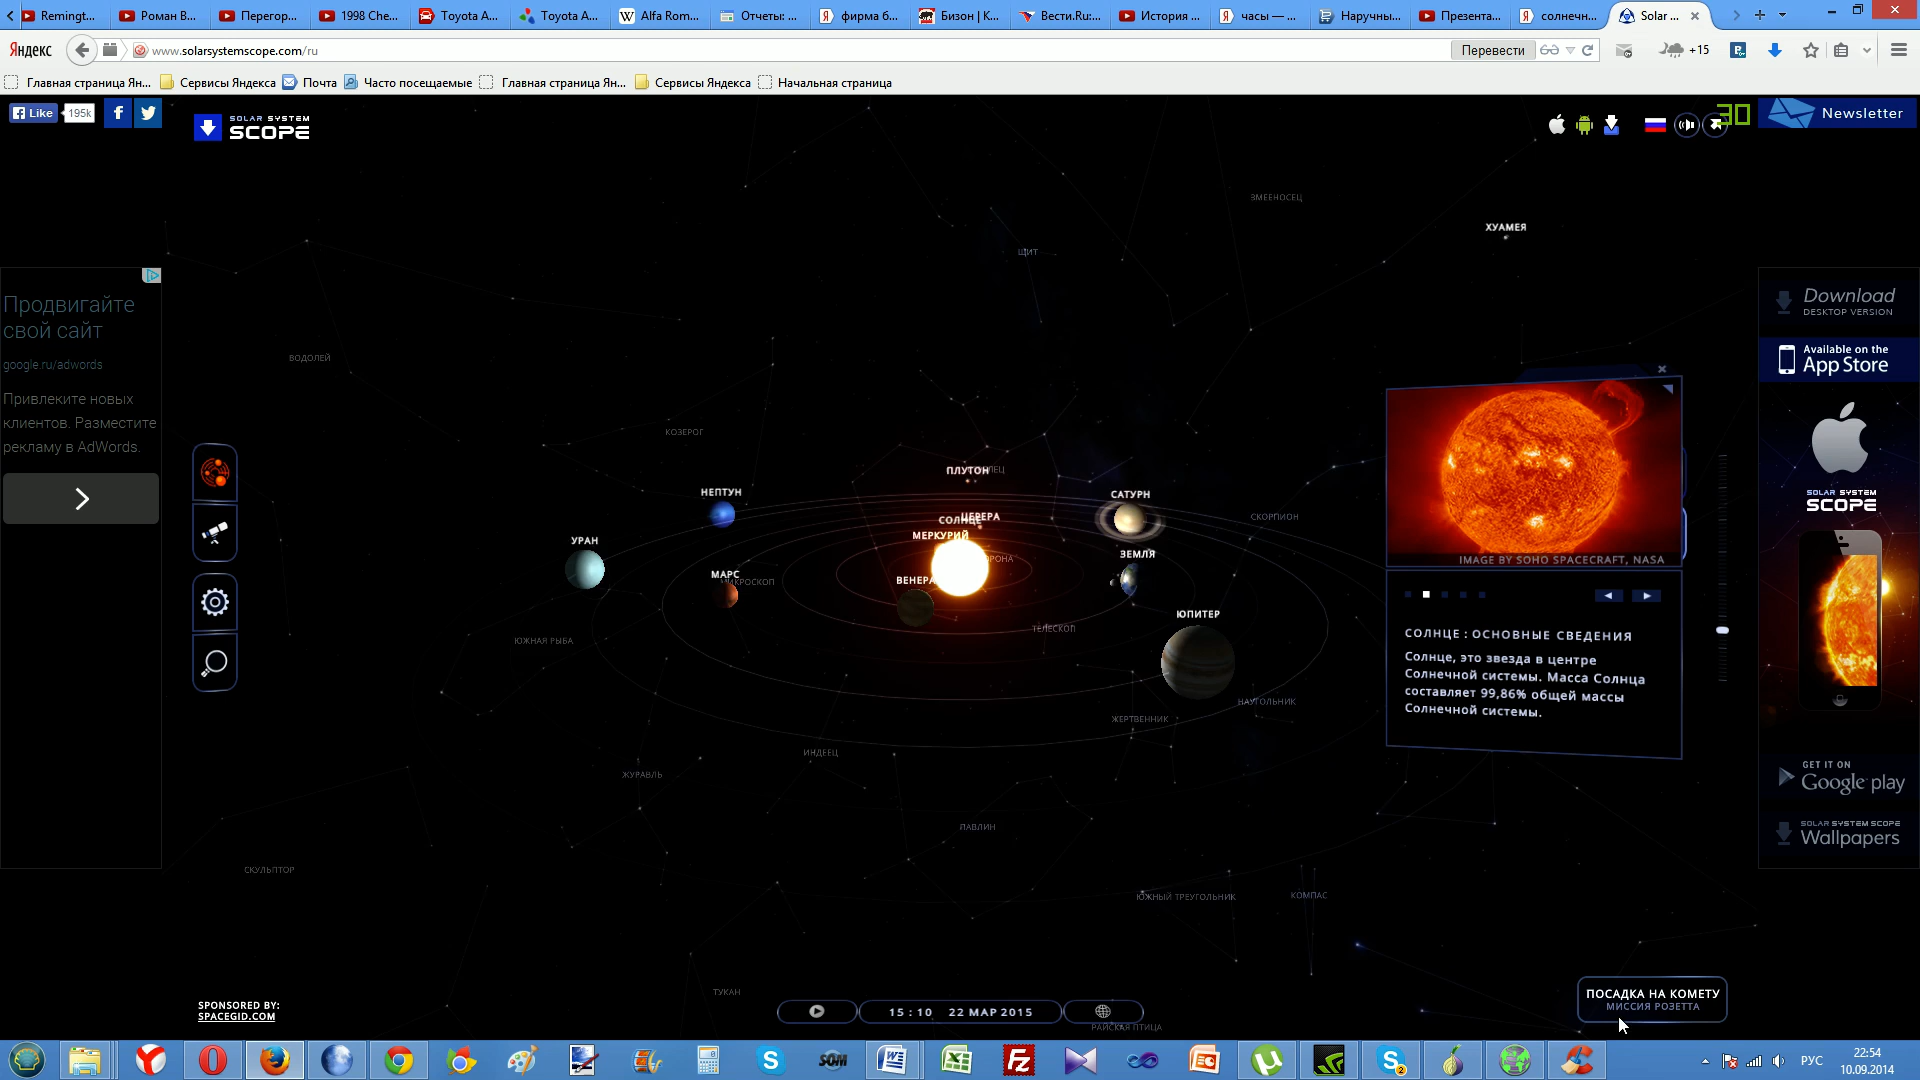 Remingt...
Роман В...
Перегор...
1998 Che...
Toyota A...
Toyota A...
Alfa Rom...
Отчеты: ...
фирма б...
Бизон | К...
Вести.Ru:...
История ...
часы — ...
Наручны...
Презента...
солнечн...
Solar ...
Яндекс
www.solarsystemscope.com/ru
Перевести
+15
Главная страница Ян...
Сервисы Яндекса
Почта
Часто посещаемые
Главная страница Ян...
Сервисы Яндекса
Начальная страница
Like
195k
SOLAR SYSTEM
SCOPE
30
Newsletter
ЗМЕЕНОСЕЦ
ХУАМЕЯ
ЩИТ
Продвигайте
свой сайт
google.ru/adwords
Привлеките новых
клиентов. Разместите
рекламу в AdWords.
Download
DESKTOP VERSION
Available on the
App Store
ВОДОЛЕЙ
КОЗЕРОГ
ПЛУТОН
НЕПТУН
САТУРН
ЦЕРЕРА
СОЛНЦЕ
СКОРПИОН
МЕРКУРИЙ
УРАН
ЗЕМЛЯ
МАРС
МИКРОСКОП
ВЕНЕРА
ЮПИТЕР
ТЕЛЕСКОП
ЮЖНАЯ РЫБА
НАУГОЛЬНИК
ЖЕРТВЕННИК
ИНДЕЕЦ
ЖУРАВЛЬ
ПАВЛИН
СКУЛЬПТОР
ЮЖНЫЙ ТРЕУГОЛЬНИК
КОМПАС
ТУКАН
РАЙСКАЯ ПТИЦА
IMAGE BY SOHO SPACECRAFT, NASA
СОЛНЦЕ : ОСНОВНЫЕ СВЕДЕНИЯ
Солнце, это звезда в центре
Солнечной системы. Масса Солнца
составляет 99,86% общей массы
Солнечной системы.
SOLAR SYSTEM
SCOPE
GET IT ON
Google play
SOLAR SYSTEM SCOPE
Wallpapers
SPONSORED BY:
SPACEGID.COM
15 : 10 22 МАР 2015
ПОСАДКА НА КОМЕТУ
МИССИЯ РОЗЕТТА
SOM
2
РУС
22:54
10.09.2014